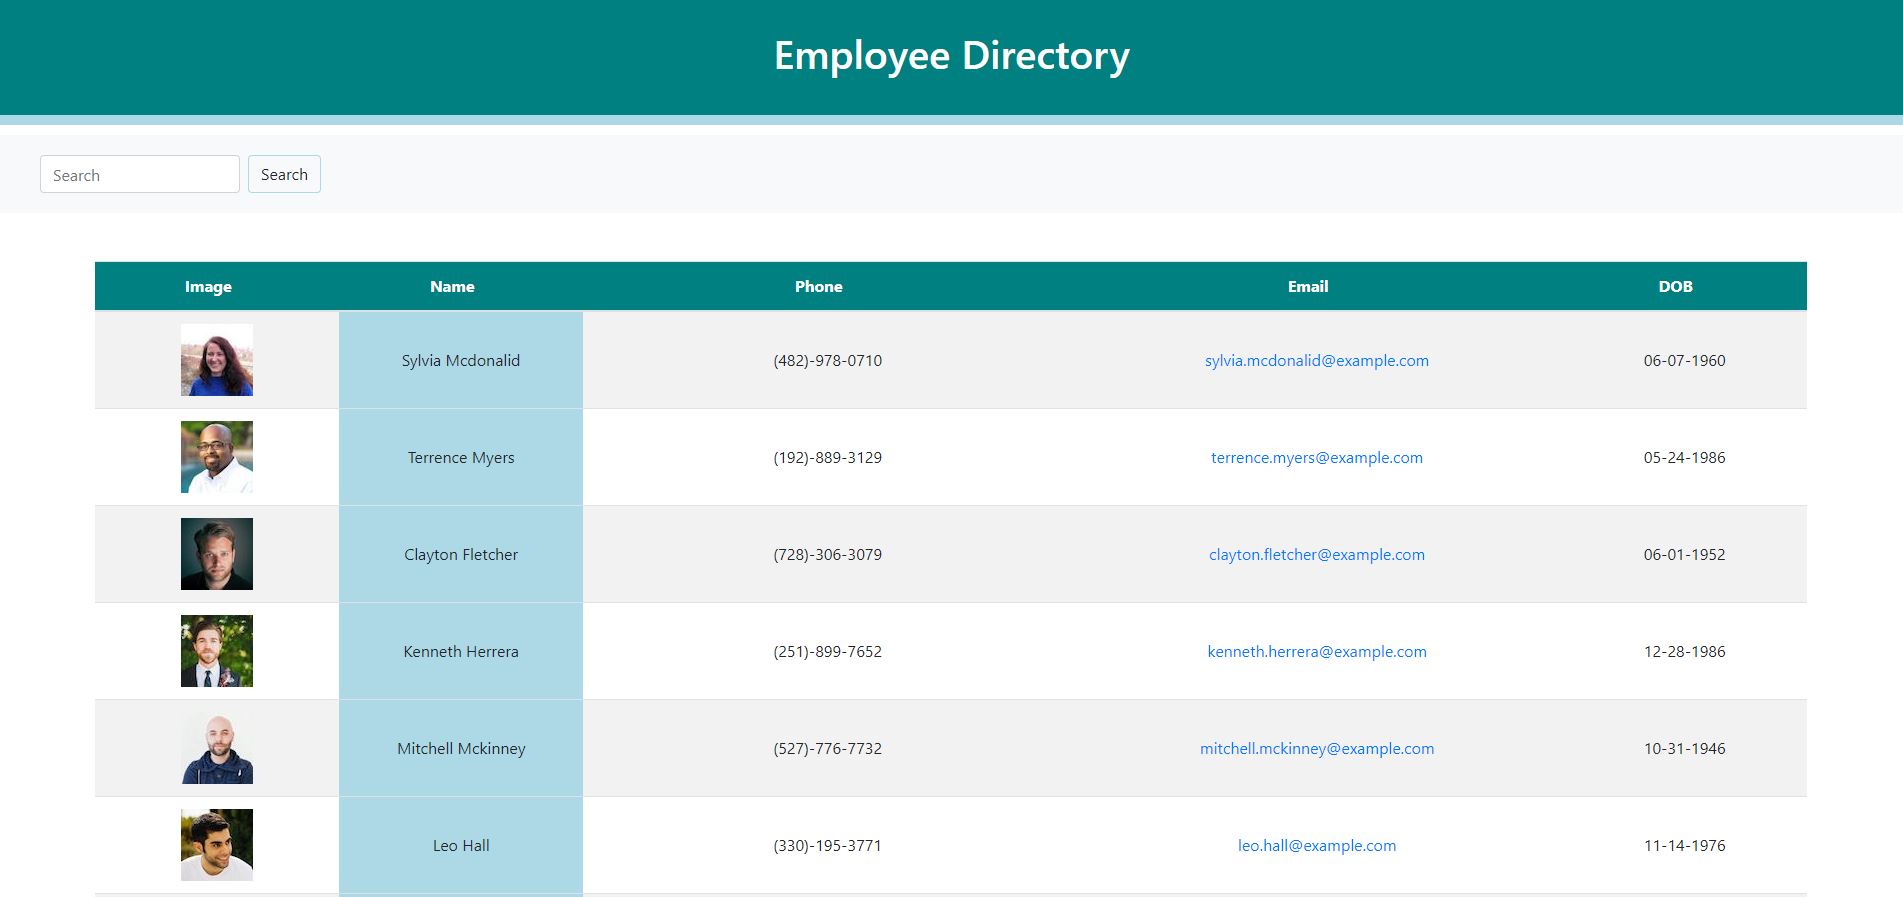 Employee Directory
Search Search
Image Name Phone Email DOB
Sylvia Mcdonalid (482)-978-0710 sylvia.mcdonalid@example.com 06-07-1960
Terrence Myers (192)-889-3129 terrence.myers@example.com 05-24-1986
Clayton Fletcher (728)-306-3079 clayton.fletcher@example.com 06-01-1952
Kenneth Herrera (251)-899-7652 kenneth.herrera@example.com 12-28-1986
Mitchell Mckinney (527)-776-7732 mitchell.mckinney@example.com 10-31-1946
Leo Hall (330)-195-3771 leo.hall@example.com 11-14-1976